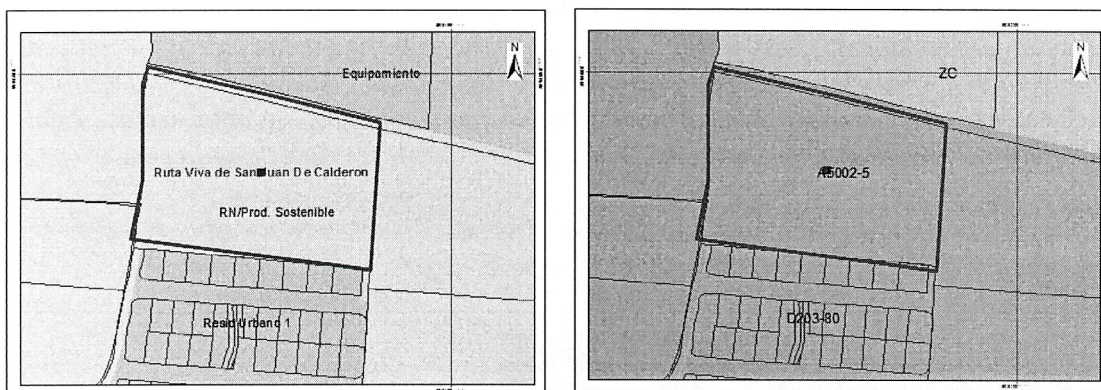 N
Equipamiento
Ruta Viva de San Juan De Calderon
RN/Prod. Sostenible
Resid Urbano 1
N
ZC
A5002-5
D203-80